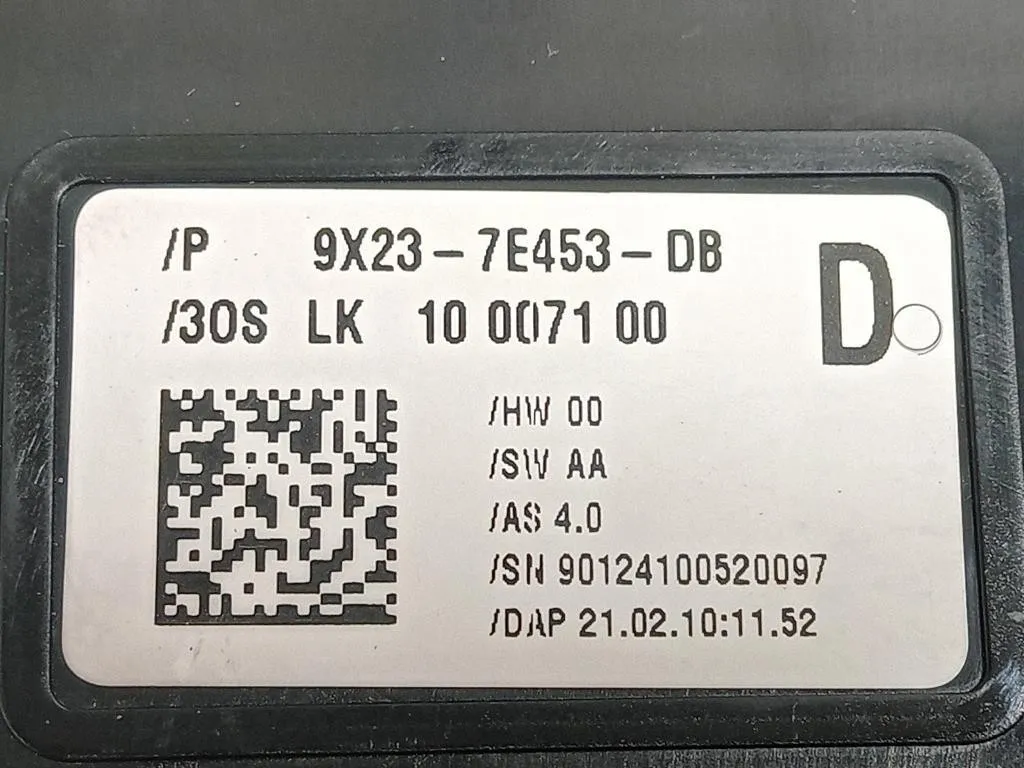 /P 9X23-7E453-DB
D
/3OS LK 10 0071 00
/HW 00
/SW AA
/AS 4.0
/SN 90124100520097
/DAP 21.02.10:11.52